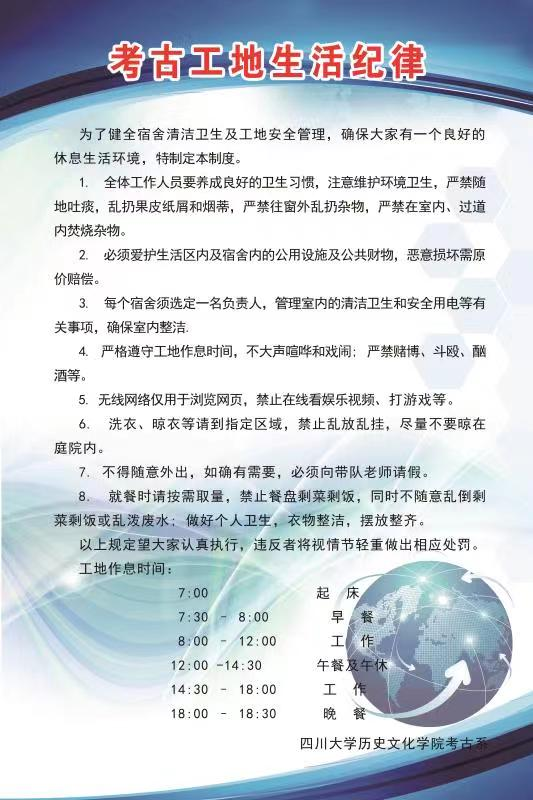 考古工地生活纪律
为了健全宿舍清洁卫生及工地安全管理，确保大家有一个良好的
休息生活环境，特制定本制度。
1. 全体工作人员要养成良好的卫生习惯，注意维护环境卫生，严禁随
地吐痰，乱扔果皮纸屑和烟蒂，严禁往窗外乱扔杂物，严禁在室内、过道
内焚烧杂物。
2. 必须爱护生活区内及宿舍内的公用设施及公共财物，恶意损坏需原
价赔偿。
3. 每个宿舍须选定一名负责人，管理室内的清洁卫生和安全用电等有
关事项，确保室内整洁.
4. 严格遵守工地作息时间，不大声喧哗和戏闹；严禁赌博、斗殴、酗
酒等。
5. 无线网络仅用于浏览网页，禁止在线看娱乐视频、打游戏等。
6. 洗衣、晾衣等请到指定区域，禁止乱放乱挂，尽量不要晾在
庭院内。
7. 不得随意外出，如确有需要，必须向带队老师请假。
8. 就餐时请按需取量，禁止餐盘剩菜剩饭，同时不随意乱倒剩
菜剩饭或乱泼废水；做好个人卫生，衣物整洁，摆放整齐。
以上规定望大家认真执行，违反者将视情节轻重做出相应处罚。
工地作息时间：
7:00 起 床
7:30 - 8:00 早 餐
8:00 - 12:00 工 作
12:00 -14:30 午餐及午休
14:30 - 18:00 工 作
18:00 - 18:30 晚 餐
四川大学历史文化学院考古系